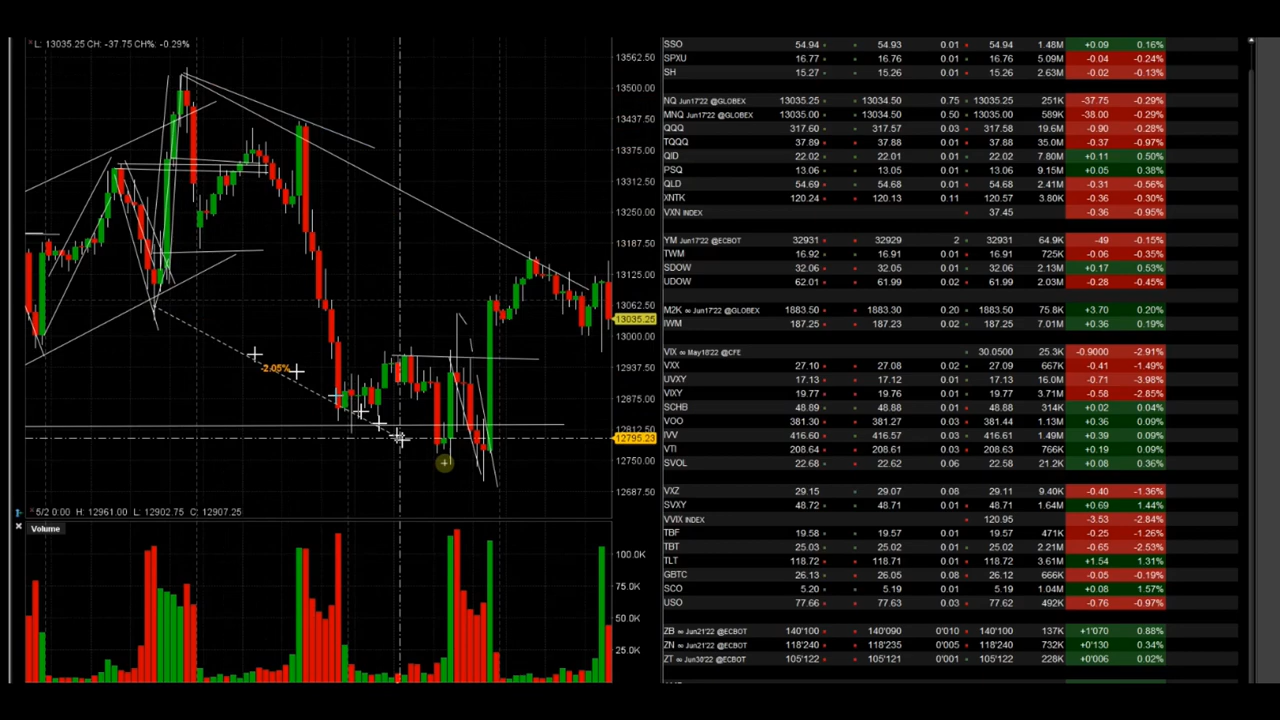 L: 13035.25 CH: -37.75 CH%: -0.29%
13562.50
13500.00
13437.50
13375.00
13312.50
13250.00
13187.50
13125.00
13062.50
13035.25
13000.00
12937.50
12875.00
12812.50
12795.23
12750.00
12687.50
-2.05%
5/2 0:00 H: 12961.00 L: 12902.75 C: 12907.25
Volume
100.0K
75.0K
50.0K
25.0K
SSO 54.94 54.93 0.01 54.94 1.48M +0.09 0.16%
SPXU 16.77 16.76 0.01 16.76 5.09M -0.04 -0.24%
SH 15.27 15.26 0.01 15.26 2.63M -0.02 -0.13%
NQ Jun17'22 @GLOBEX 13035.25 13034.50 0.75 13035.25 251K -37.75 -0.29%
MNQ Jun17'22 @GLOBEX 13035.00 13034.50 0.50 13035.00 589K -38.00 -0.29%
QQQ 317.60 317.57 0.03 317.58 19.6M -0.90 -0.28%
TQQQ 37.89 37.88 0.01 37.88 35.0M -0.37 -0.97%
QID 22.02 22.01 0.01 22.02 7.80M +0.11 0.50%
PSQ 13.06 13.05 0.01 13.06 9.15M +0.05 0.38%
QLD 54.69 54.68 0.01 54.68 2.41M -0.31 -0.56%
XNTK 120.24 120.13 0.11 120.57 3.80K -0.36 -0.30%
VXN INDEX 37.45 -0.36 -0.95%
YM Jun17'22 @ECBOT 32931 32929 2 32931 64.9K -49 -0.15%
TWM 16.92 16.91 0.01 16.91 725K -0.06 -0.35%
SDOW 32.06 32.05 0.01 32.06 2.13M +0.17 0.53%
UDOW 62.01 61.99 0.02 61.99 2.03M -0.28 -0.45%
M2K ∞ Jun17'22 @GLOBEX 1883.50 1883.30 0.20 1883.50 75.8K +3.70 0.20%
IWM 187.25 187.23 0.02 187.25 7.01M +0.36 0.19%
VIX ∞ May18'22 @CFE 30.0500 25.3K -0.9000 -2.91%
VXX 27.10 27.08 0.02 27.09 667K -0.41 -1.49%
UVXY 17.13 17.12 0.01 17.12 16.0M -0.71 -3.98%
VIXY 19.77 19.76 0.01 19.77 3.71M -0.58 -2.85%
SCHB 48.89 48.88 0.01 48.88 314K +0.02 0.04%
VOO 381.30 381.27 0.03 381.44 1.13M +0.36 0.09%
IVV 416.60 416.57 0.03 416.60 1.49M +0.39 0.09%
VTI 208.64 208.63 0.01 208.63 766K +0.19 0.09%
SVOL 22.68 22.62 0.06 22.58 21.2K +0.08 0.36%
VXZ 29.15 29.07 0.08 29.11 9.40K -0.40 -1.36%
SVXY 48.72 48.71 0.01 48.71 1.64M +0.69 1.44%
VVIX INDEX 120.95 -3.53 -2.84%
TBF 19.58 19.57 0.01 19.57 471K -0.25 -1.26%
TBT 25.03 25.02 0.01 25.02 2.21M -0.65 -2.53%
TLT 118.72 118.71 0.01 118.72 3.61M +1.54 1.31%
GBTC 26.13 26.05 0.08 26.12 666K -0.05 -0.19%
SCO 5.20 5.19 0.01 5.19 1.04M +0.08 1.57%
USO 77.66 77.63 0.03 77.62 492K -0.76 -0.97%
ZB ∞ Jun21'22 @ECBOT 140'100 140'090 0'010 140'100 137K +1'070 0.88%
ZN ∞ Jun21'22 @ECBOT 118'240 118'235 0'005 118'240 732K +0'130 0.34%
ZT ∞ Jun30'22 @ECBOT 105'122 105'121 0'001 105'122 228K +0'006 0.02%